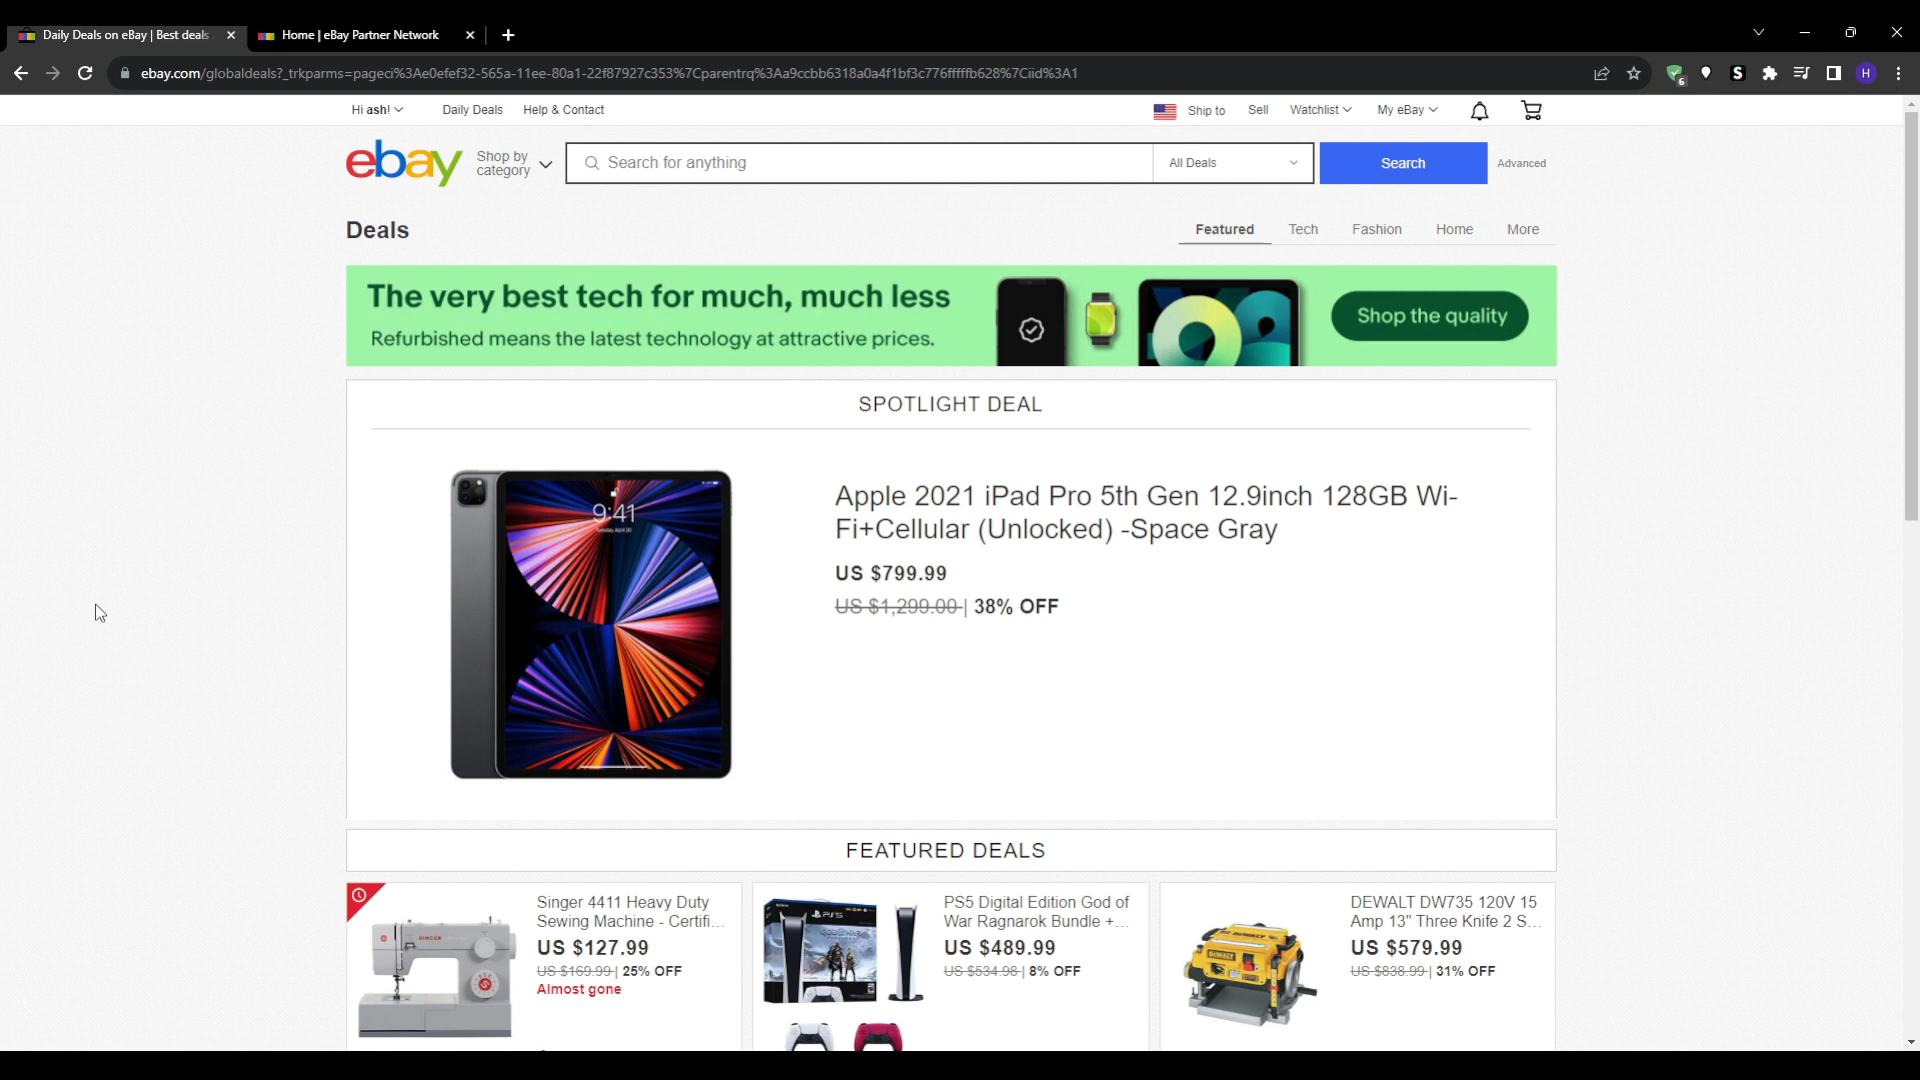 Daily Deals on eBay | Best deals
Home | eBay Partner Network
ebay.com/globaldeals?_trkparms=pageci%3Ae0efef32-565a-11ee-80a1-22f87927c353%7Cparentrq%3Aa9ccbb6318a0a4f1bf3c776fffffb628%7Ciid%3A1
6
S
H
Hi ash!
Daily Deals
Help & Contact
Ship to
Sell
Watchlist
My eBay
ebay
Shop by
category
Search for anything
All Deals
Search
Advanced
Deals
Featured
Tech
Fashion
Home
More
The very best tech for much, much less
Refurbished means the latest technology at attractive prices.
Shop the quality
SPOTLIGHT DEAL
9:41
Apple 2021 iPad Pro 5th Gen 12.9inch 128GB Wi-
Fi+Cellular (Unlocked) -Space Gray
US $799.99
US $1,299.00 | 38% OFF
FEATURED DEALS
SINGER
Singer 4411 Heavy Duty
Sewing Machine - Certifi...
US $127.99
US $169.99 | 25% OFF
Almost gone
PS5
PS5 Digital Edition God of
War Ragnarok Bundle +...
US $489.99
US $534.98 | 8% OFF
DEWALT
DEWALT DW735 120V 15
Amp 13" Three Knife 2 S...
US $579.99
US $838.99 | 31% OFF